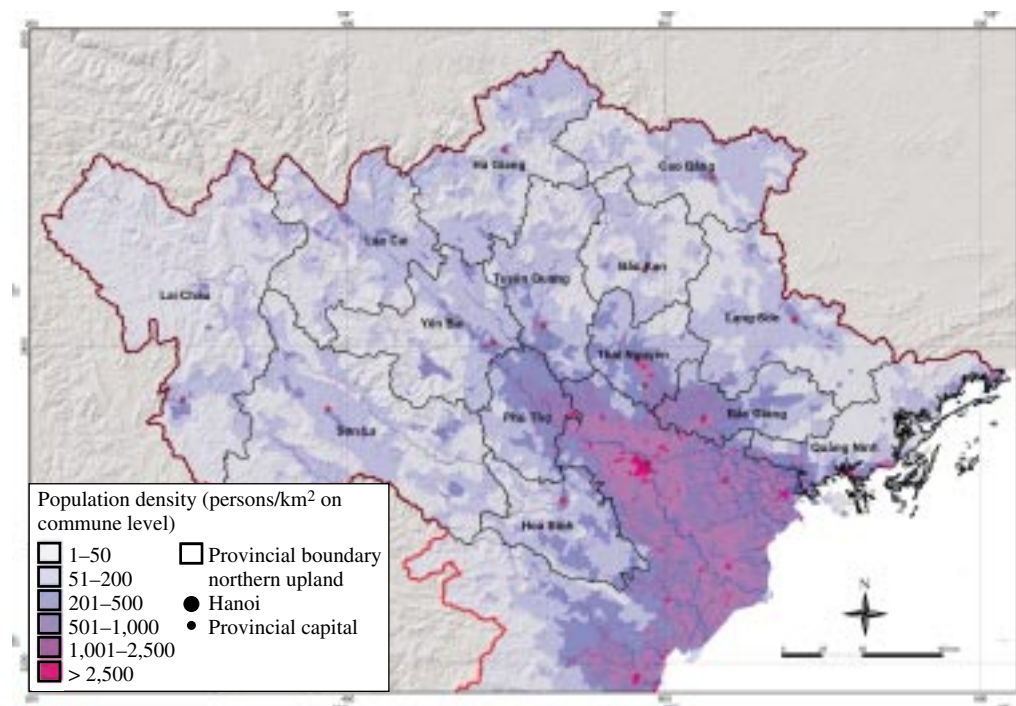 N
Hà Giang
Cao Bằng
Lào Cai
Bắc Kạn
Tuyên Quang
Lai Châu
Lạng Sơn
Yên Bái
Thái Nguyên
Phú Thọ
Bắc Giang
Sơn La
Quảng Ninh
Hoà Bình
Population density (persons/km² on
commune level)
1–50
51–200
201–500
501–1,000
1,001–2,500
> 2,500
Provincial boundary
northern upland
Hanoi
Provincial capital